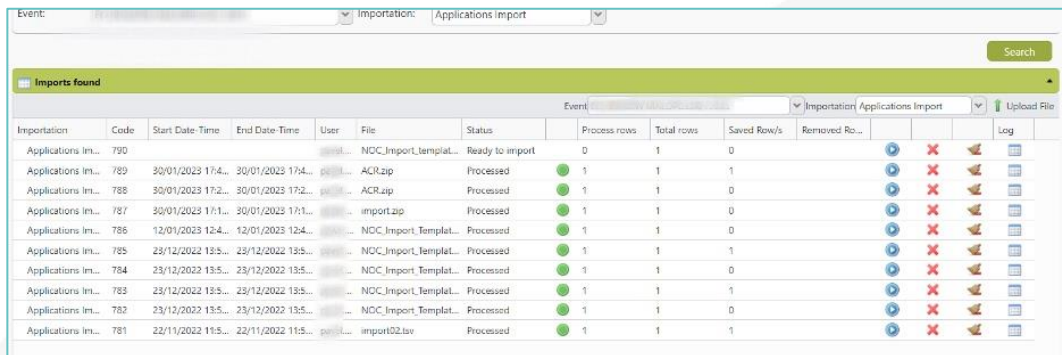 Event: Importation: Applications Import
Search
Imports found
Event Importation Applications Import Upload File
Importation Code Start Date-Time End Date-Time User File Status Process rows Total rows Saved Row/s Removed Ro... Log
Applications Im... 790 NOC_Import_templat... Ready to import 0 1 0
Applications Im... 789 30/01/2023 17:4... 30/01/2023 17:4... ACR.zip Processed 1 1 1
Applications Im... 788 30/01/2023 17:2... 30/01/2023 17:2... ACR.zip Processed 1 1 0
Applications Im... 787 30/01/2023 17:1... 30/01/2023 17:1... import.zip Processed 1 1 0
Applications Im... 786 12/01/2023 12:4... 12/01/2023 12:4... NOC_Import_Templat... Processed 1 1 0
Applications Im... 785 23/12/2022 13:5... 23/12/2022 13:5... NOC_Import_Templat... Processed 1 1 1
Applications Im... 784 23/12/2022 13:5... 23/12/2022 13:5... NOC_Import_Templat... Processed 1 1 0
Applications Im... 783 23/12/2022 13:5... 23/12/2022 13:5... NOC_Import_Templat... Processed 1 1 1
Applications Im... 782 23/12/2022 13:5... 23/12/2022 13:5... NOC_Import_Templat... Processed 1 1 0
Applications Im... 781 22/11/2022 11:5... 22/11/2022 11:5... import02.tsv Processed 1 1 1